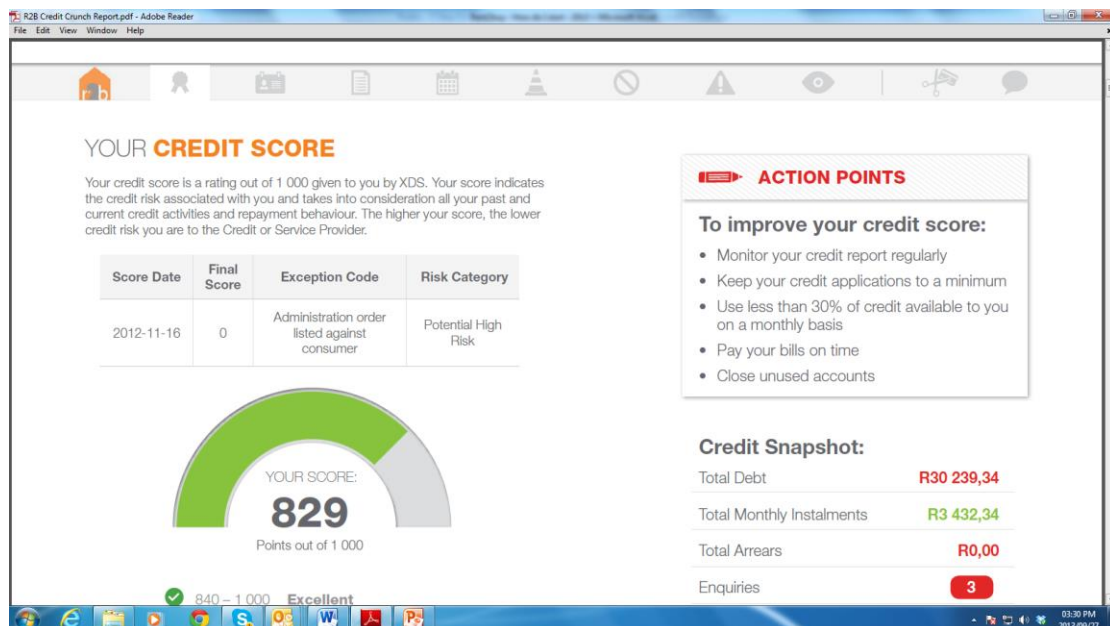 R2B Credit Crunch Report.pdf - Adobe Reader
File Edit View Window Help
r2b
YOUR CREDIT SCORE
Your credit score is a rating out of 1 000 given to you by XDS. Your score indicates
the credit risk associated with you and takes into consideration all your past and
current credit activities and repayment behaviour. The higher your score, the lower
credit risk you are to the Credit or Service Provider.
Score Date
Final
Score
Exception Code
Risk Category
2012-11-16
0
Administration order
listed against
consumer
Potential High
Risk
YOUR SCORE:
829
Points out of 1 000
840 – 1 000 Excellent
ACTION POINTS
To improve your credit score:
• Monitor your credit report regularly
• Keep your credit applications to a minimum
• Use less than 30% of credit available to you
on a monthly basis
• Pay your bills on time
• Close unused accounts
Credit Snapshot:
Total Debt R30 239,34
Total Monthly Instalments R3 432,34
Total Arrears R0,00
Enquiries 3
03:30 PM